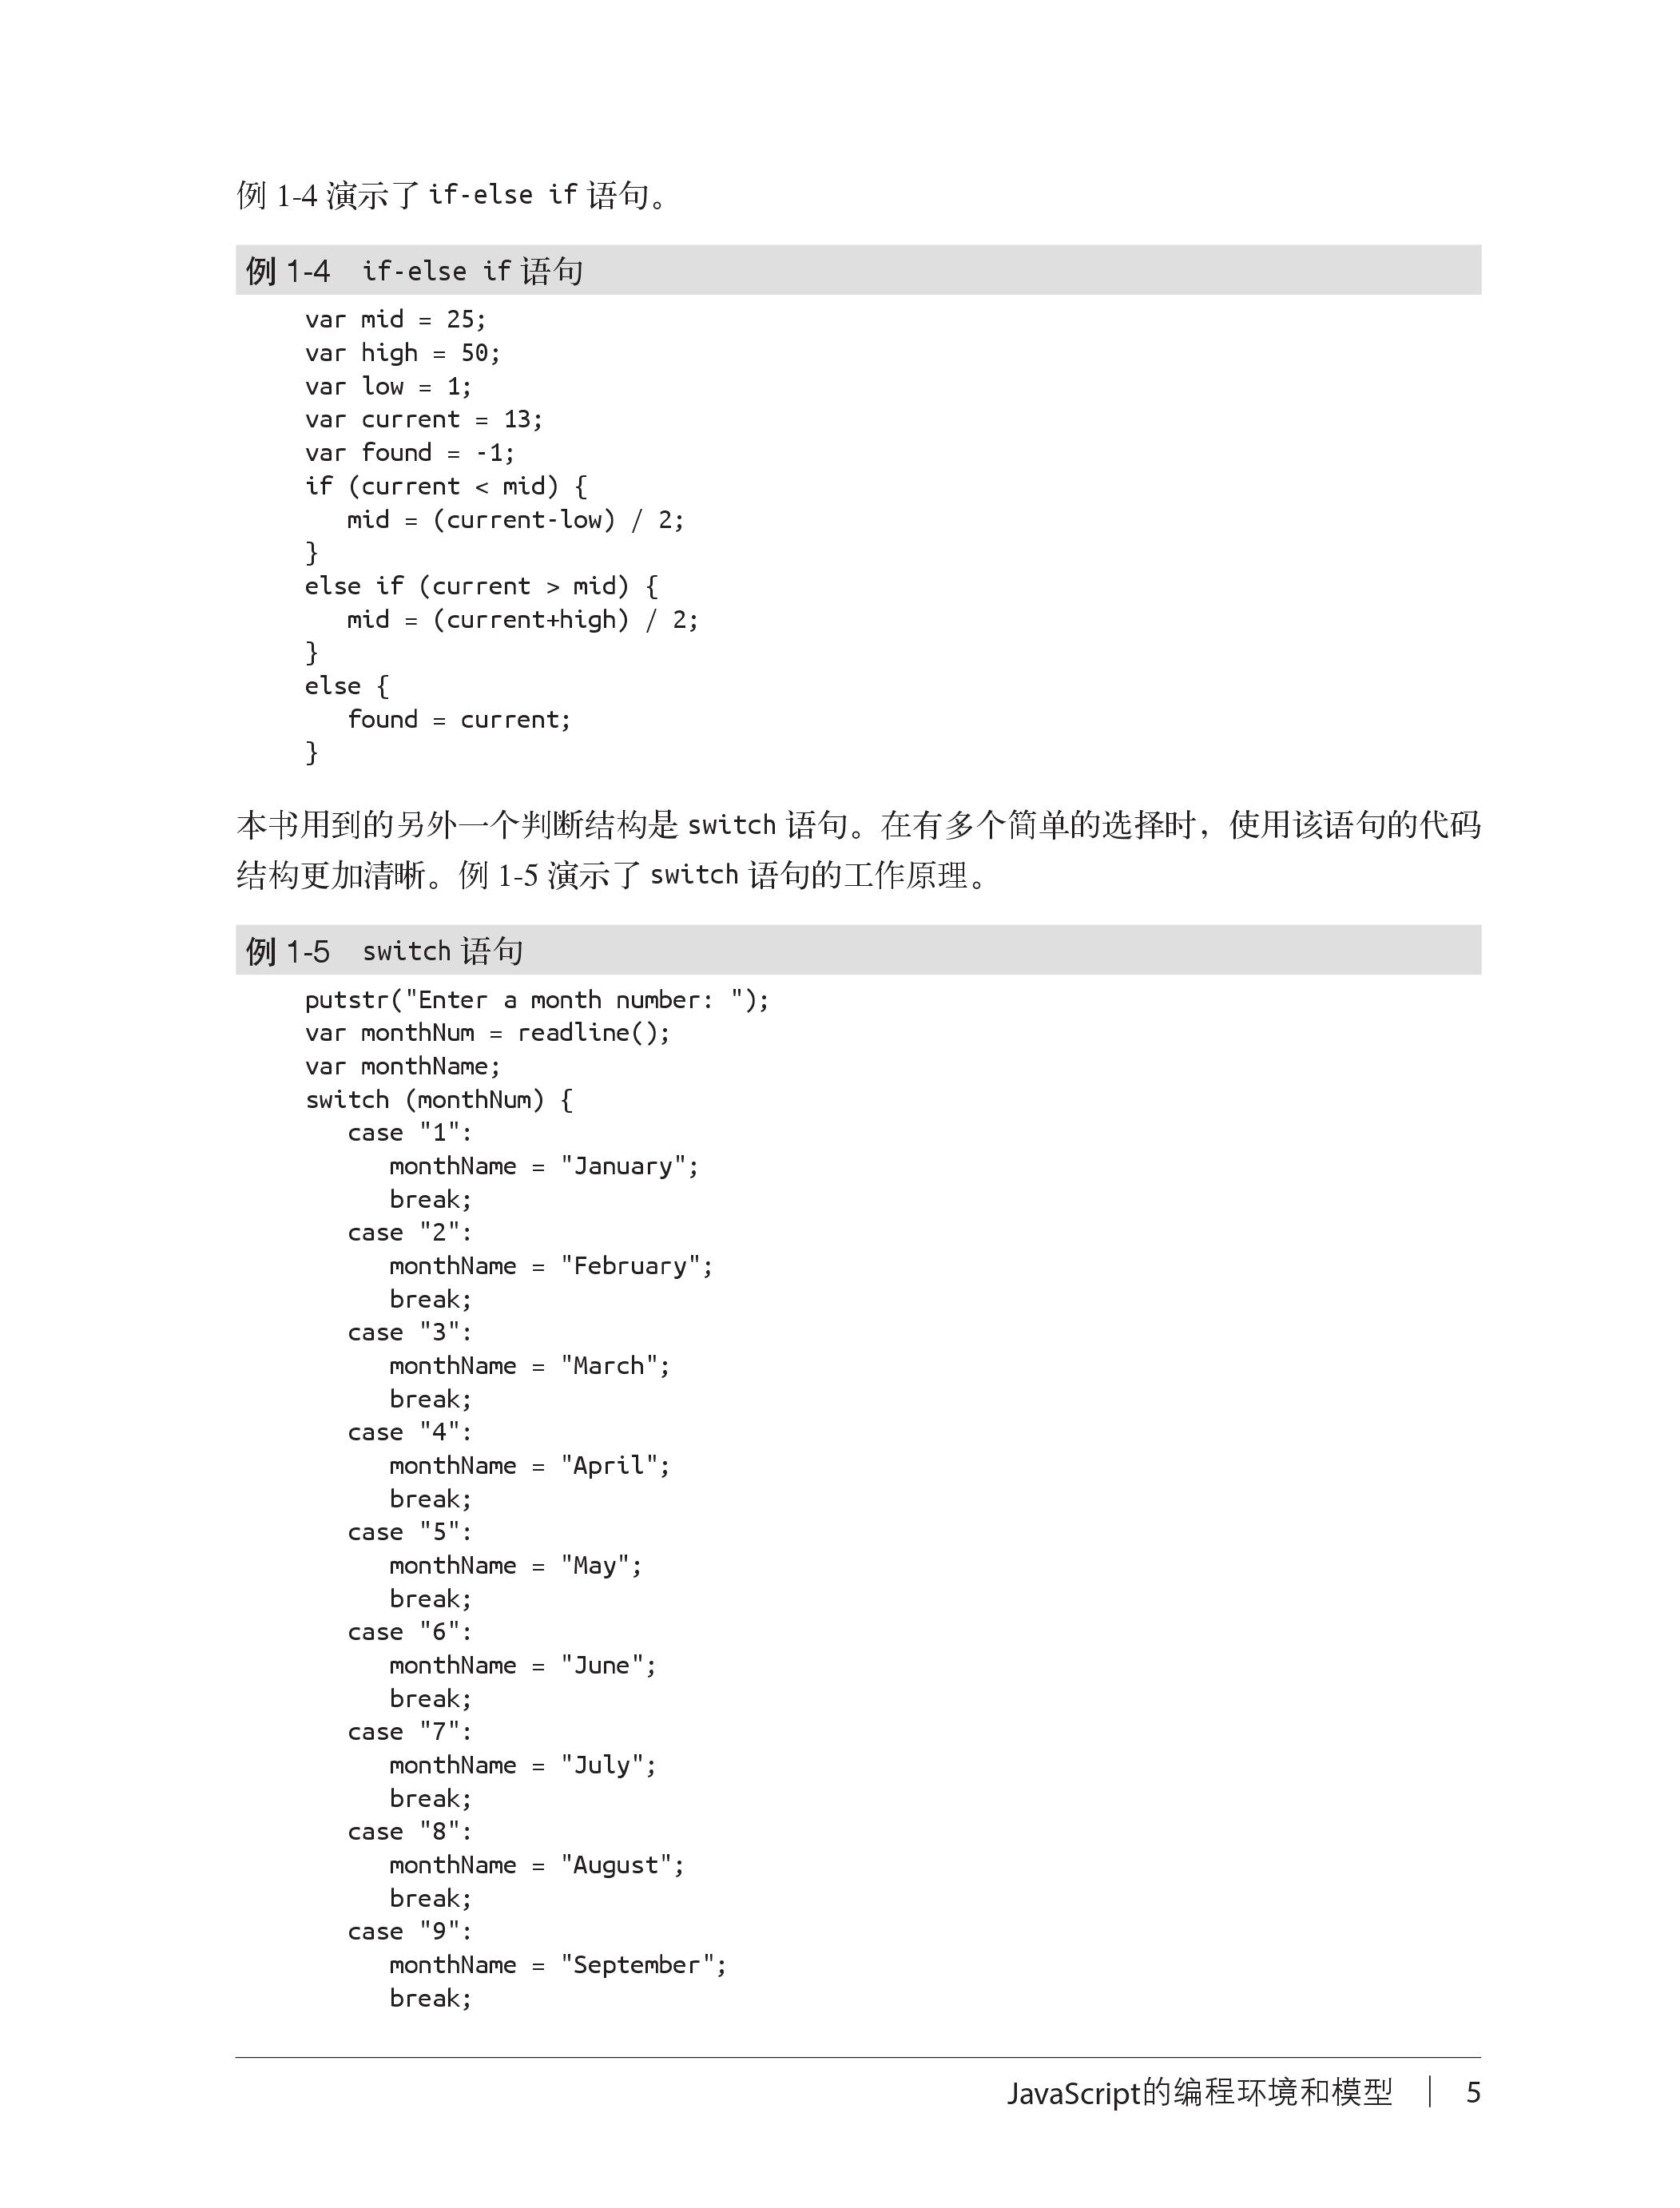 例 1-4 演示了 if-else if 语句。
例 1-4 if-else if 语句
var mid = 25;
var high = 50;
var low = 1;
var current = 13;
var found = -1;
if (current < mid) {
   mid = (current-low) / 2;
}
else if (current > mid) {
   mid = (current+high) / 2;
}
else {
   found = current;
}
本书用到的另外一个判断结构是 switch 语句。在有多个简单的选择时，使用该语句的代码
结构更加清晰。例 1-5 演示了 switch 语句的工作原理。
例 1-5 switch 语句
putstr("Enter a month number: ");
var monthNum = readline();
var monthName;
switch (monthNum) {
   case "1":
      monthName = "January";
      break;
   case "2":
      monthName = "February";
      break;
   case "3":
      monthName = "March";
      break;
   case "4":
      monthName = "April";
      break;
   case "5":
      monthName = "May";
      break;
   case "6":
      monthName = "June";
      break;
   case "7":
      monthName = "July";
      break;
   case "8":
      monthName = "August";
      break;
   case "9":
      monthName = "September";
      break;
JavaScript的编程环境和模型 | 5